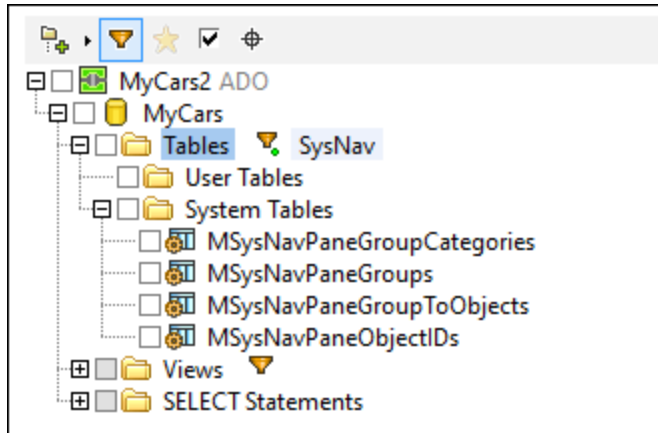 MyCars2 ADO
MyCars
Tables SysNav
User Tables
System Tables
MSysNavPaneGroupCategories
MSysNavPaneGroups
MSysNavPaneGroupToObjects
MSysNavPaneObjectIDs
Views
SELECT Statements